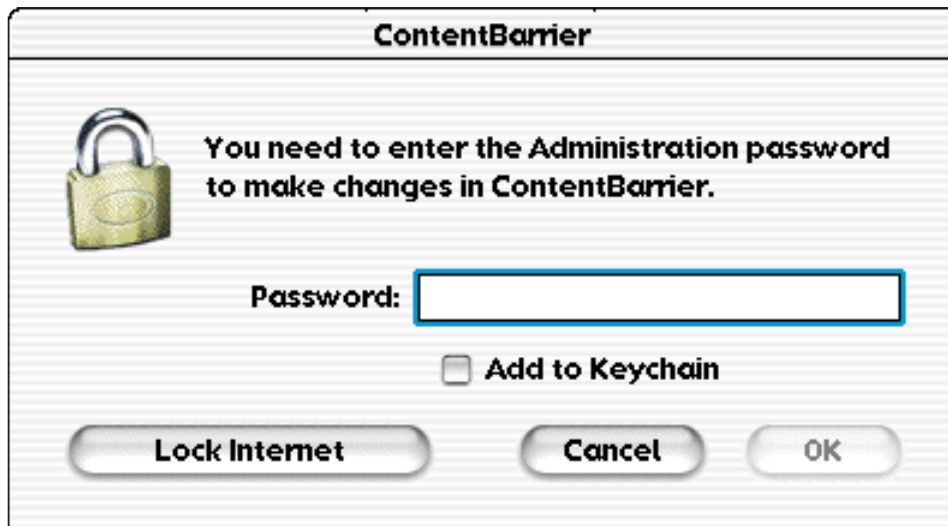 ContentBarrier
You need to enter the Administration password
to make changes in ContentBarrier.
Password:
Add to Keychain
Lock Internet
Cancel
OK